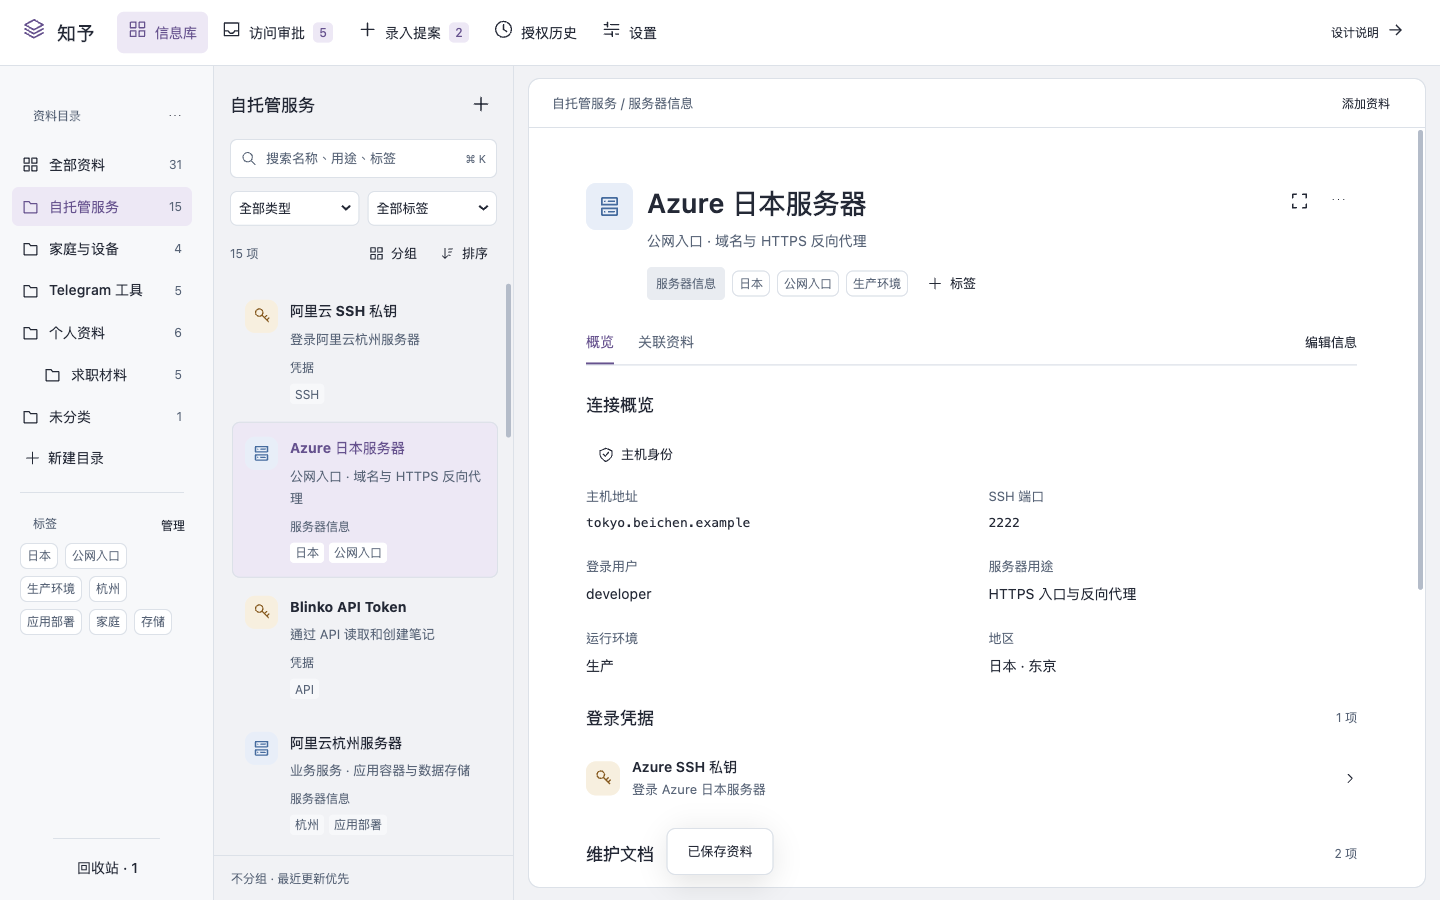 知予
信息库
访问审批 5
录入提案 2
授权历史
设置
设计说明
资料目录
全部资料 31
自托管服务 15
家庭与设备 4
Telegram 工具 5
个人资料 6
求职材料 5
未分类 1
新建目录
标签 管理
日本 公网入口
生产环境 杭州
应用部署 家庭 存储
回收站 · 1
自托管服务
搜索名称、用途、标签 ⌘ K
全部类型 全部标签
15 项 分组 排序
阿里云 SSH 私钥
登录阿里云杭州服务器
凭据
SSH
Azure 日本服务器
公网入口 · 域名与 HTTPS 反向代
理
服务器信息
日本 公网入口
Blinko API Token
通过 API 读取和创建笔记
凭据
API
阿里云杭州服务器
业务服务 · 应用容器与数据存储
服务器信息
杭州 应用部署
不分组 · 最近更新优先
自托管服务 / 服务器信息 添加资料
Azure 日本服务器
公网入口 · 域名与 HTTPS 反向代理
服务器信息 日本 公网入口 生产环境 标签
概览 关联资料 编辑信息
连接概览
主机身份
主机地址 SSH 端口
tokyo.beichen.example 2222
登录用户 服务器用途
developer HTTPS 入口与反向代理
运行环境 地区
生产 日本 · 东京
登录凭据 1 项
Azure SSH 私钥
登录 Azure 日本服务器
维护文档 2 项
已保存资料